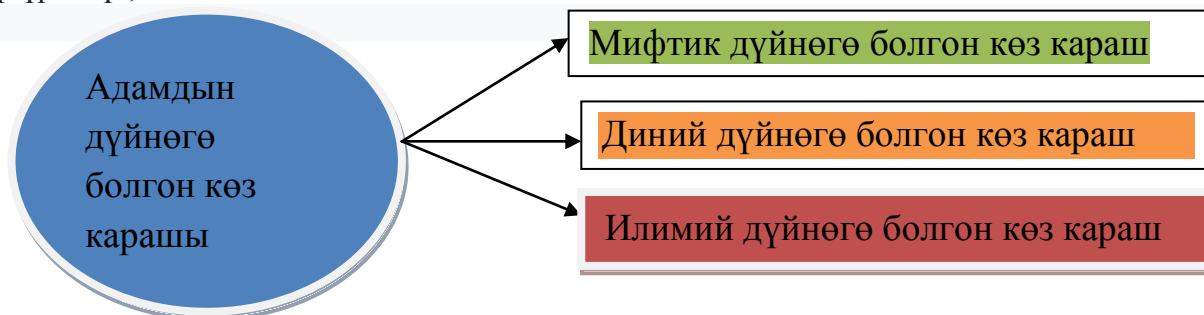 Мифтик дүйнөгө болгон көз караш
Адамдын
дүйнөгө
болгон көз
карашы
Диний дүйнөгө болгон көз караш
Илимий дүйнөгө болгон көз караш